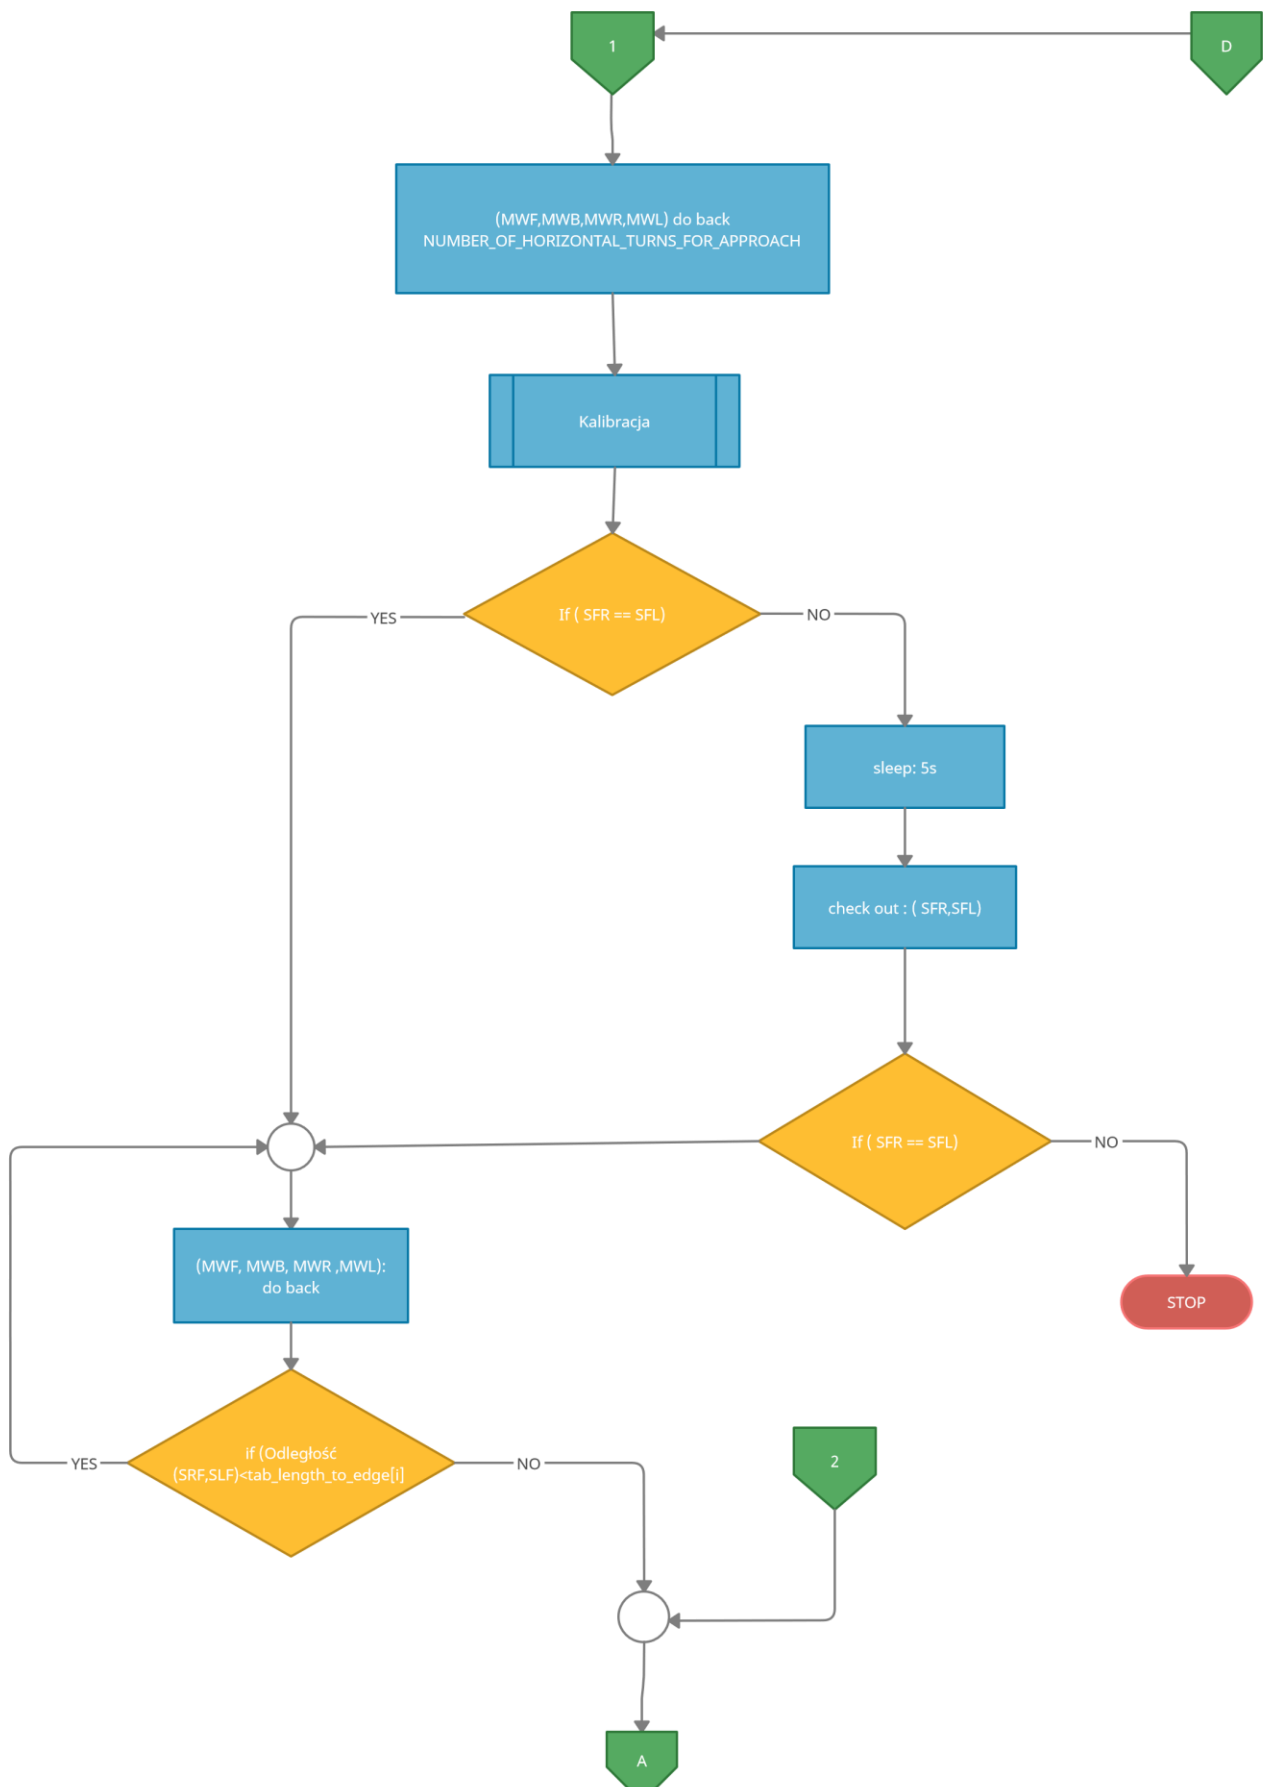 1
D
(MWF,MWB,MWR,MWL) do back
NUMBER_OF_HORIZONTAL_TURNS_FOR_APPROACH
Kalibracja
If ( SFR == SFL)
YES
NO
sleep: 5s
check out : ( SFR,SFL)
If ( SFR == SFL)
NO
(MWF, MWB, MWR ,MWL):
do back
STOP
if (Odległość
(SRF,SLF)<tab_length_to_edge[i]
YES
NO
2
A